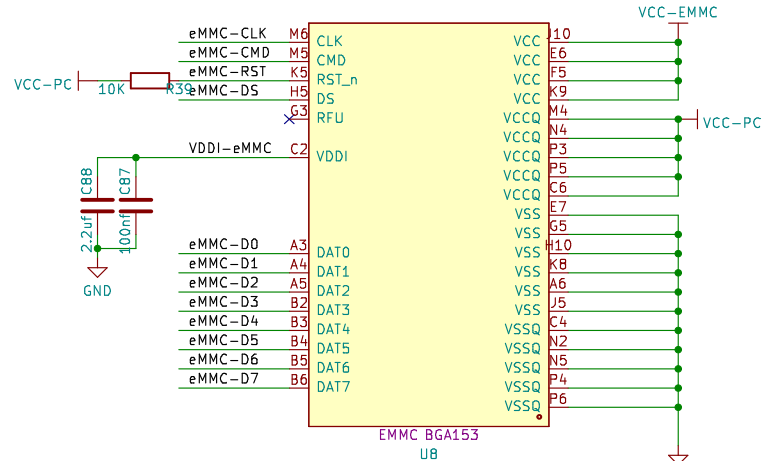 VCC-EMMC
eMMC-CLK M6 CLK VCC J10
eMMC-CMD M5 CMD VCC E6
VCC-PC 10K R39 eMMC-RST K5 RST_n VCC F5
eMMC-DS H5 DS VCC K9
G3 RFU VCCQ M4 VCC-PC
VCCQ N4
VDDI-eMMC C2 VDDI VCCQ P3
VCCQ P5
C88 C87 VCCQ C6
VSS E7
2.2uf 100nf VSS G5
eMMC-D0 A3 DAT0 VSS H10
eMMC-D1 A4 DAT1 VSS K8
GND eMMC-D2 A5 DAT2 VSS A6
eMMC-D3 B2 DAT3 VSS J5
eMMC-D4 B3 DAT4 VSSQ C4
eMMC-D5 B4 DAT5 VSSQ N2
eMMC-D6 B5 DAT6 VSSQ N5
eMMC-D7 B6 DAT7 VSSQ P4
VSSQ P6
EMMC BGA153
U8